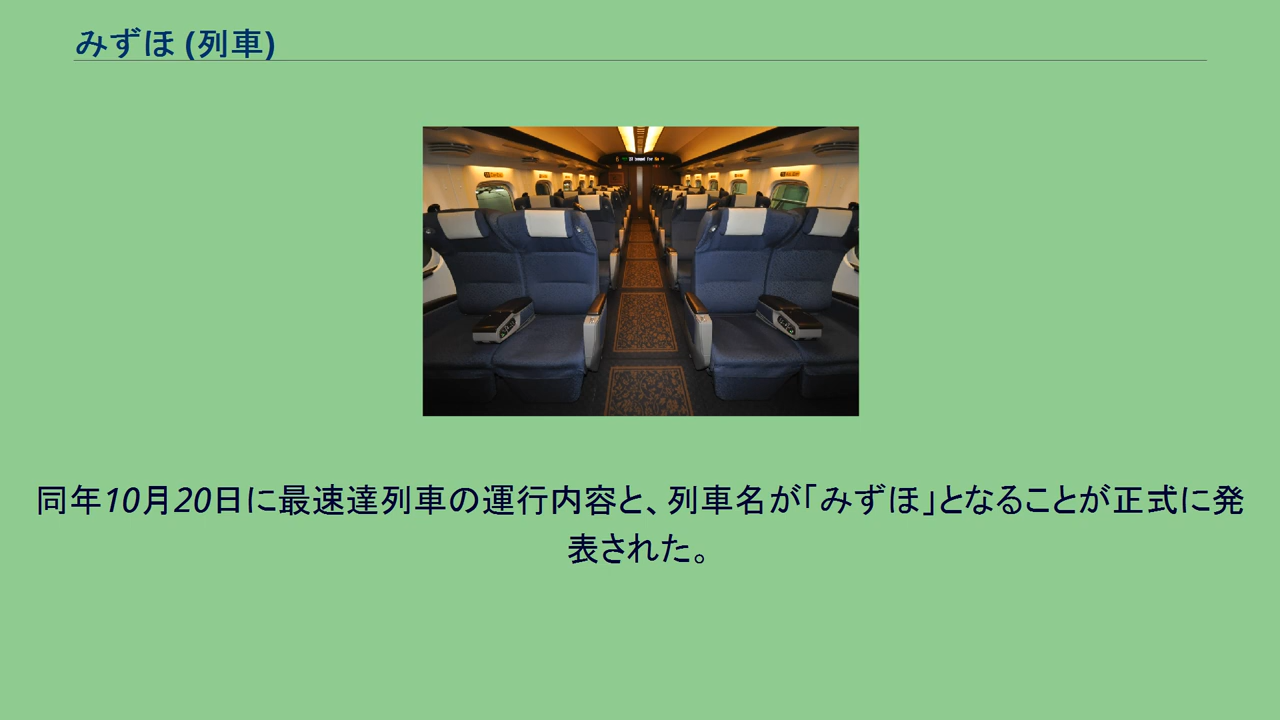 みずほ (列車)
同年10月20日に最速達列車の運行内容と、列車名が「みずほ」となることが正式に発
表された。